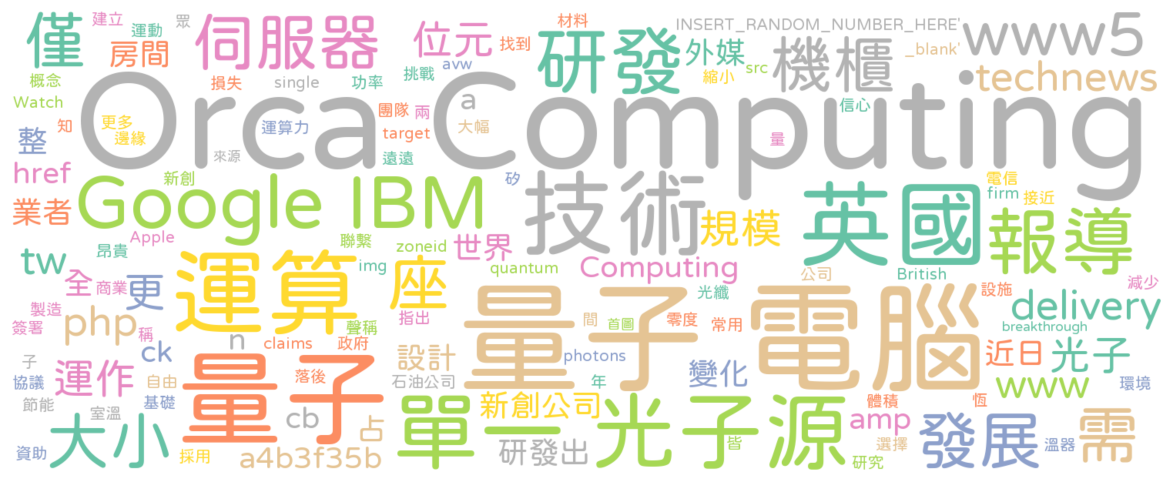 Orca Computing
量子 電腦
Google IBM
技術
英國
報導
運算
量子
單一 光子 源
研發
伺服器
機櫃
www5
technews
僅
房間
建立
運動
眾
位元
材料
找到
INSERT_RANDOM_NUMBER_HERE'
外媒
_blank'
概念
損失
single
功率
挑戰
avw
縮小
src
Watch
知
更多
邊緣
運算力
團隊
兩
a
target
大幅
信心
整
來源
遠遠
量
href
新創
矽
電信
firm
接近
業者
規模
世界
Apple
昂貴
聯繫
zoneid
tw
全
商業
更
img
座
quantum
Computing
公司
British
減少
製造
簽署
稱
php
n
聲稱
指出
光纖
設施
delivery
breakthrough
間
首圖
零度
常用
子
運作
ck
claims
政府
設計
photons
近日
光子
協議
自由
落後
石油公司
年
變化
www
環境
節能
室溫
基礎
cb
占
新創公司
體積
恆
amp
資助
大小
採用
a4b3f35b
研發出
皆
選擇
研究
發展
溫器
需